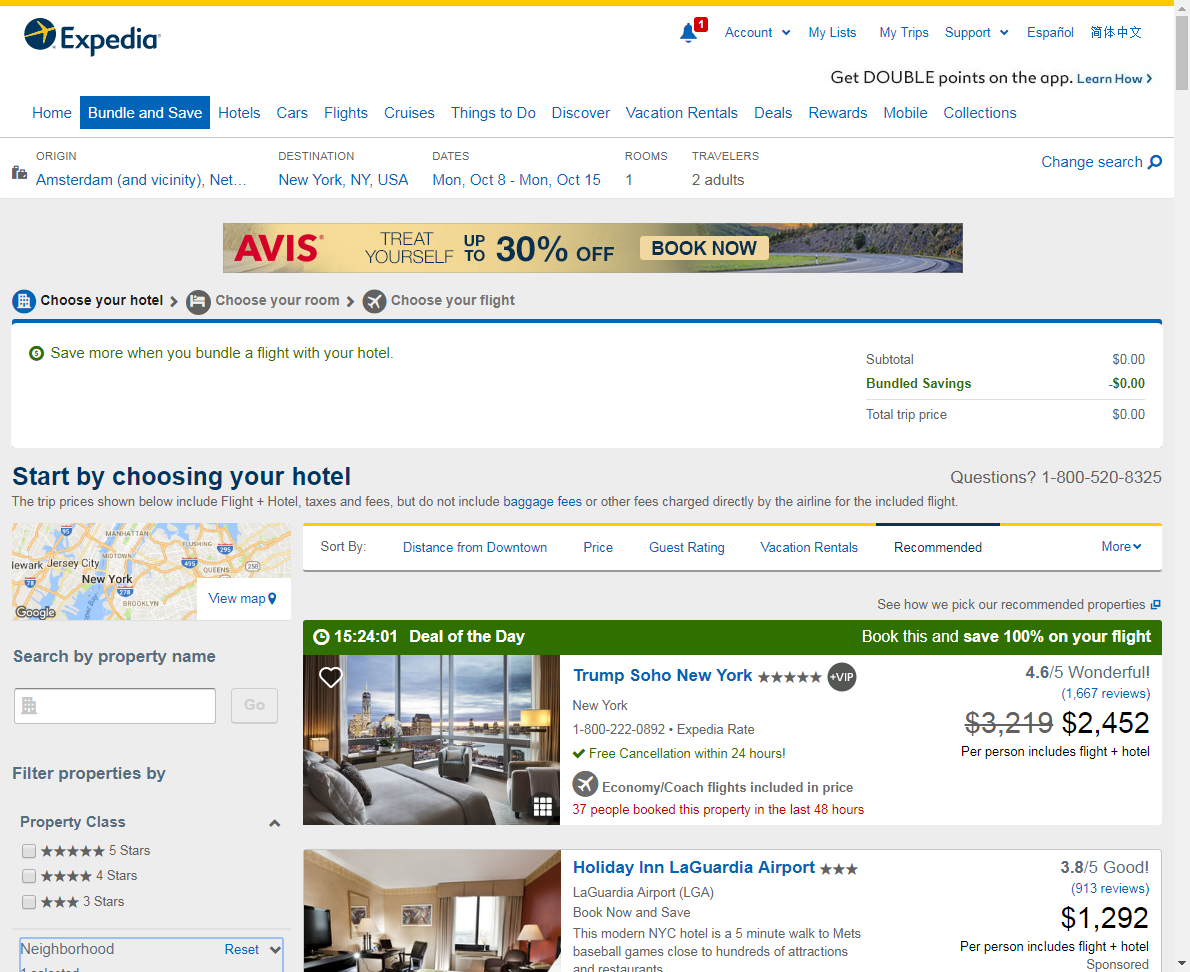 Expedia
1
Account
My Lists
My Trips
Support
Español
简体中文
Get DOUBLE points on the app. Learn How
Home
Bundle and Save
Hotels
Cars
Flights
Cruises
Things to Do
Discover
Vacation Rentals
Deals
Rewards
Mobile
Collections
ORIGIN
Amsterdam (and vicinity), Net…
DESTINATION
New York, NY, USA
DATES
Mon, Oct 8 - Mon, Oct 15
ROOMS
1
TRAVELERS
2 adults
Change search
AVIS
TREAT YOURSELF
UP TO 30% OFF
BOOK NOW
Choose your hotel
Choose your room
Choose your flight
Save more when you bundle a flight with your hotel.
Subtotal $0.00
Bundled Savings -$0.00
Total trip price $0.00
Start by choosing your hotel
Questions? 1-800-520-8325
The trip prices shown below include Flight + Hotel, taxes and fees, but do not include baggage fees or other fees charged directly by the airline for the included flight.
MANHATTAN
FLUSHING
MIDTOWN
lewark
Jersey City
New York
QUEENS
BROOKLYN
95
295
495
258
78
278
Google
View map
Sort By:
Distance from Downtown
Price
Guest Rating
Vacation Rentals
Recommended
More
See how we pick our recommended properties
Search by property name
Go
Filter properties by
Property Class
5 Stars
4 Stars
3 Stars
Neighborhood
Reset
1 selected
15:24:01 Deal of the Day
Book this and save 100% on your flight
Trump Soho New York
+VIP
New York
1-800-222-0892 • Expedia Rate
Free Cancellation within 24 hours!
Economy/Coach flights included in price
37 people booked this property in the last 48 hours
4.6/5 Wonderful!
(1,667 reviews)
$3,219 $2,452
Per person includes flight + hotel
Holiday Inn LaGuardia Airport
LaGuardia Airport (LGA)
Book Now and Save
This modern NYC hotel is a 5 minute walk to Mets
baseball games close to hundreds of attractions
and restaurants
3.8/5 Good!
(913 reviews)
$1,292
Per person includes flight + hotel
Sponsored